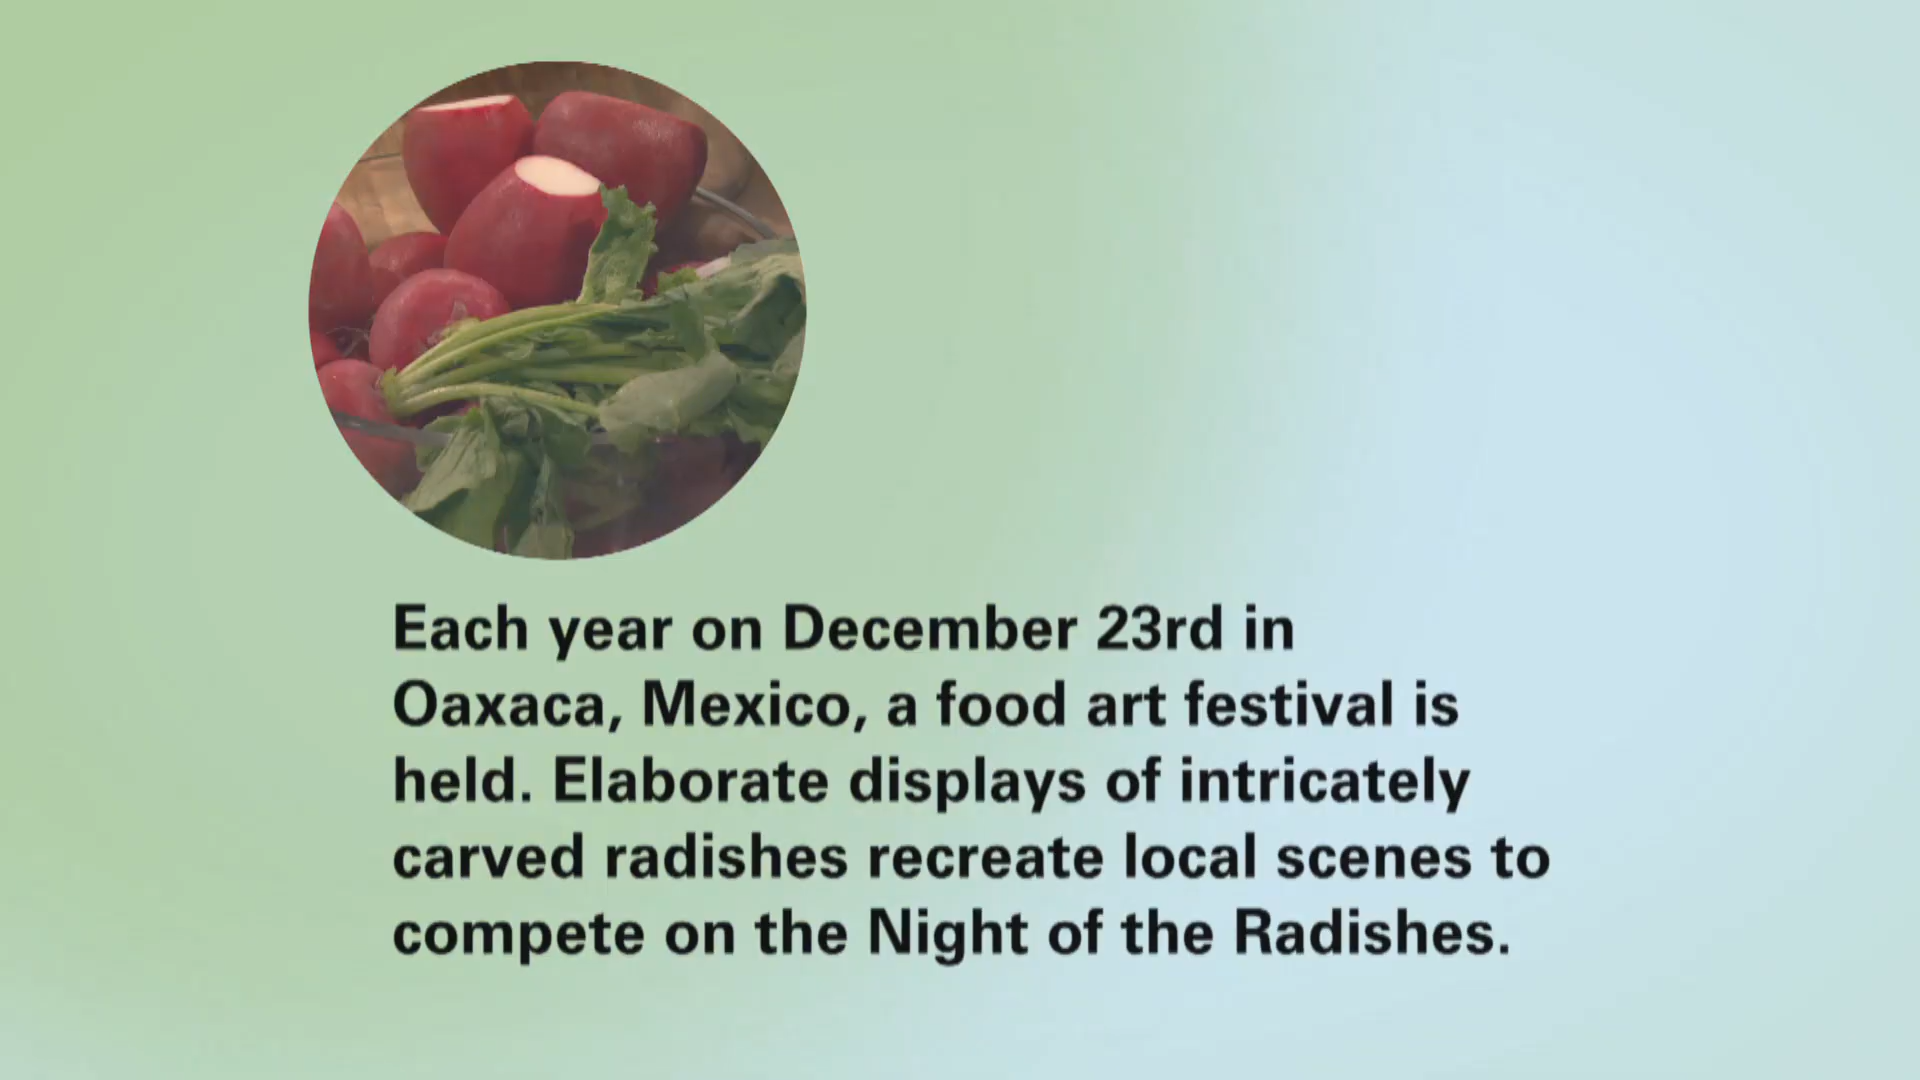 Each year on December 23rd in
Oaxaca, Mexico, a food art festival is
held. Elaborate displays of intricately
carved radishes recreate local scenes to
compete on the Night of the Radishes.